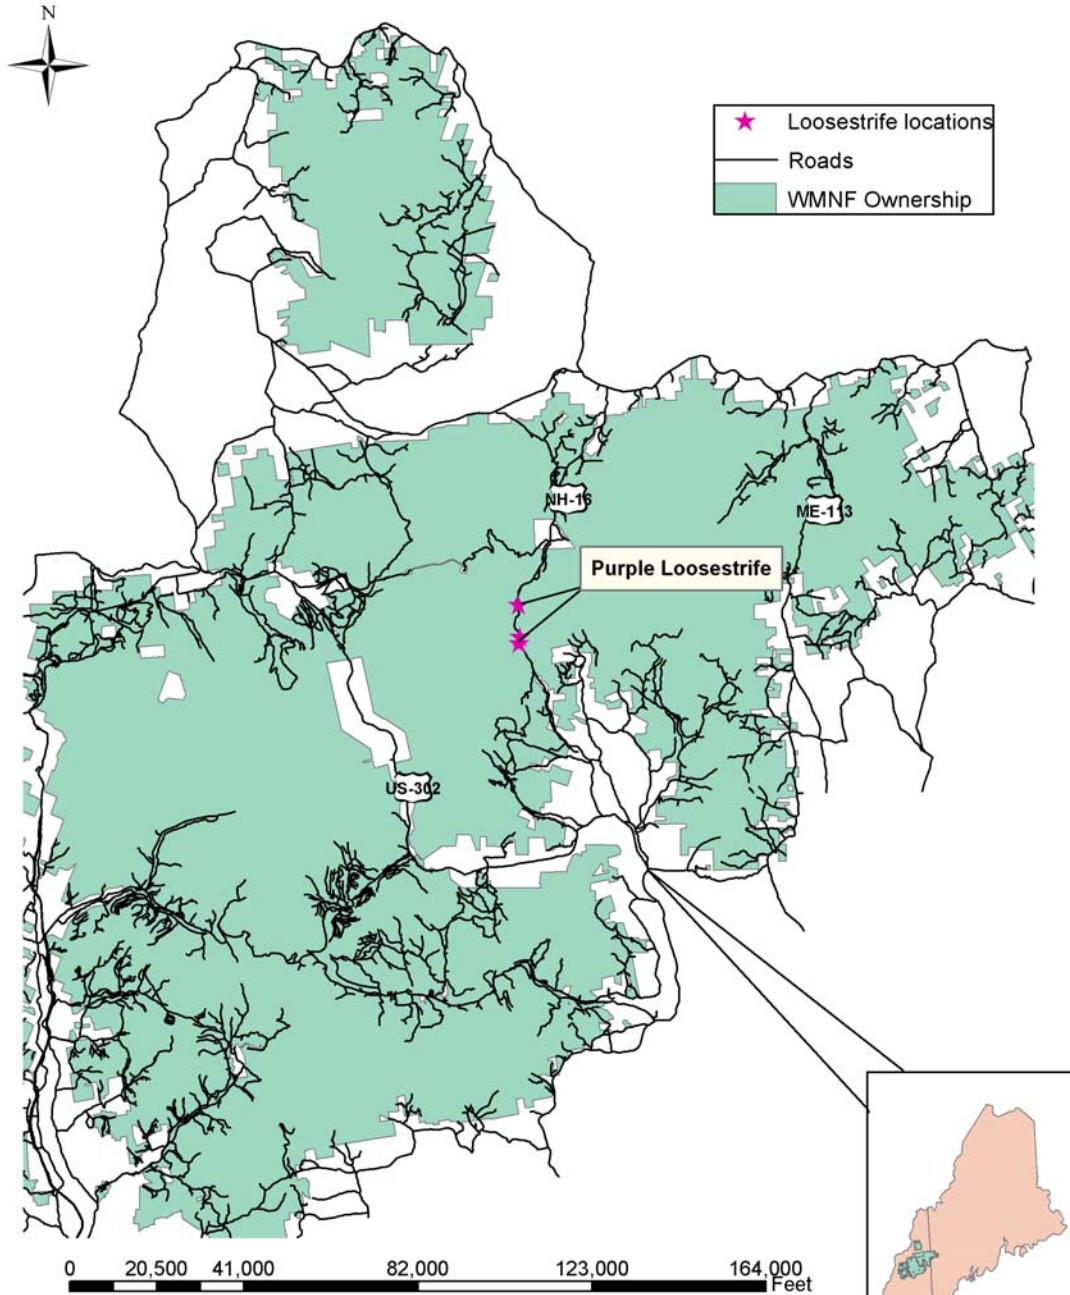 N
Loosestrife locations
Roads
WMNF Ownership
NH-16
ME-113
Purple Loosestrife
US-302
0 20,500 41,000 82,000 123,000 164,000
Feet